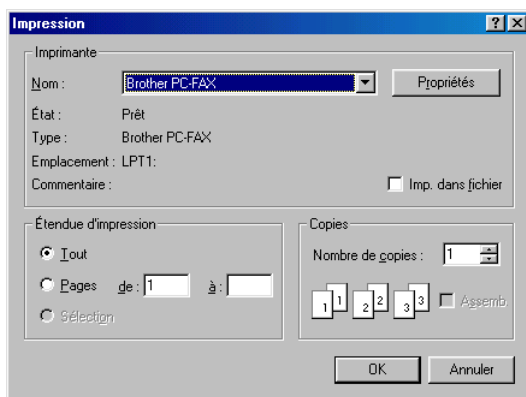 Impression
Imprimante
Nom : Brother PC-FAX Propriétés
État : Prêt
Type : Brother PC-FAX
Emplacement : LPT1:
Commentaire : Imp. dans fichier
Étendue d'impression
Tout
Pages de : 1 à :
Sélection
Copies
Nombre de copies : 1
1 1 2 2 3 3 Assemb
OK Annuler